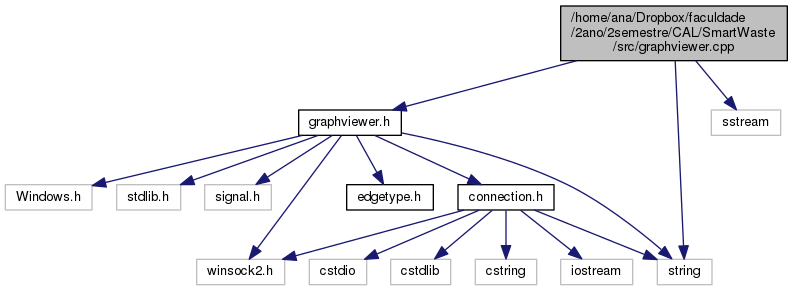 /home/ana/Dropbox/faculdade
/2ano/2semestre/CAL/SmartWaste
/src/graphviewer.cpp
graphviewer.h
sstream
Windows.h
stdlib.h
signal.h
edgetype.h
connection.h
winsock2.h
cstdio
cstdlib
cstring
iostream
string